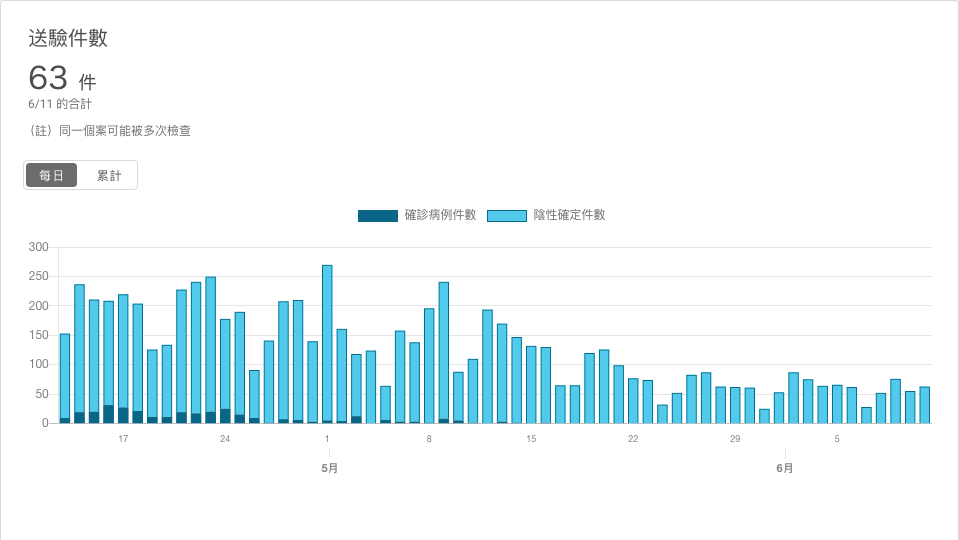 送驗件數
63 件
6/11 的合計
（註）同一個案可能被多次檢查
每日 累計
確診病例件數 陰性確定件數
300
250
200
150
100
50
0
17 24 1 8 15 22 29 5
5月 6月